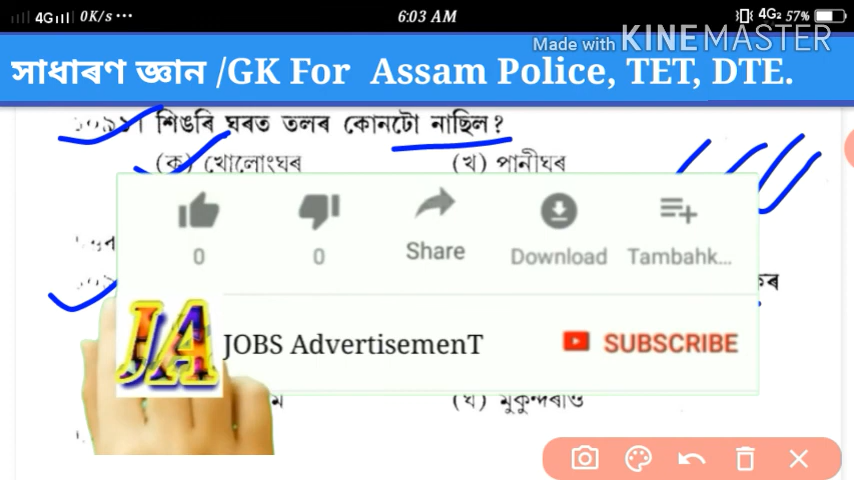 4G 0K/s ••• 6:03 AM 4G2 57%
Made with KINEMASTER
সাধাৰণ জ্ঞান /GK For Assam Police, TET, DTE.
১০৯১। শিঙৰি ঘৰত তলৰ কোনটো নাছিল?
(ক) খোলোংঘৰ (খ) পানীঘৰ
0 0 Share Download Tambahk...
JA JOBS AdvertisemenT SUBSCRIBE
(ঘ) মুকুন্দৰাও